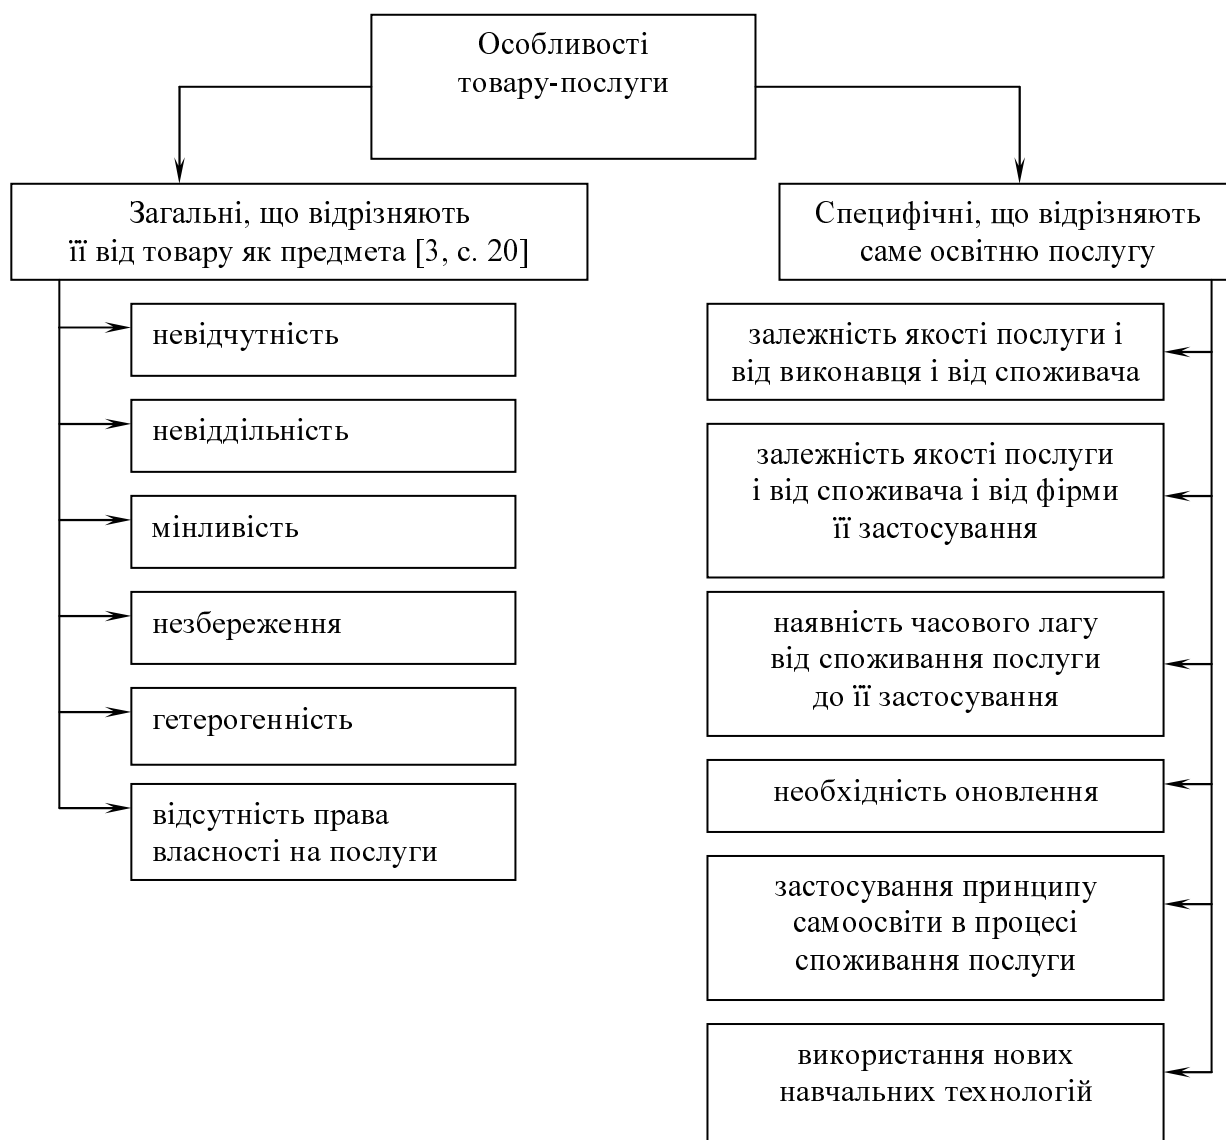 Особливості
товару-послуги
Загальні, що відрізняють
її від товару як предмета [3, с. 20]
невідчутність
невіддільність
мінливість
незбереження
гетерогенність
відсутність права
власності на послуги
Специфічні, що відрізняють
саме освітню послугу
залежність якості послуги і
від виконавця і від споживача
залежність якості послуги
і від споживача і від фірми
її застосування
наявність часового лагу
від споживання послуги
до її застосування
необхідність оновлення
застосування принципу
самоосвіти в процесі
споживання послуги
використання нових
навчальних технологій